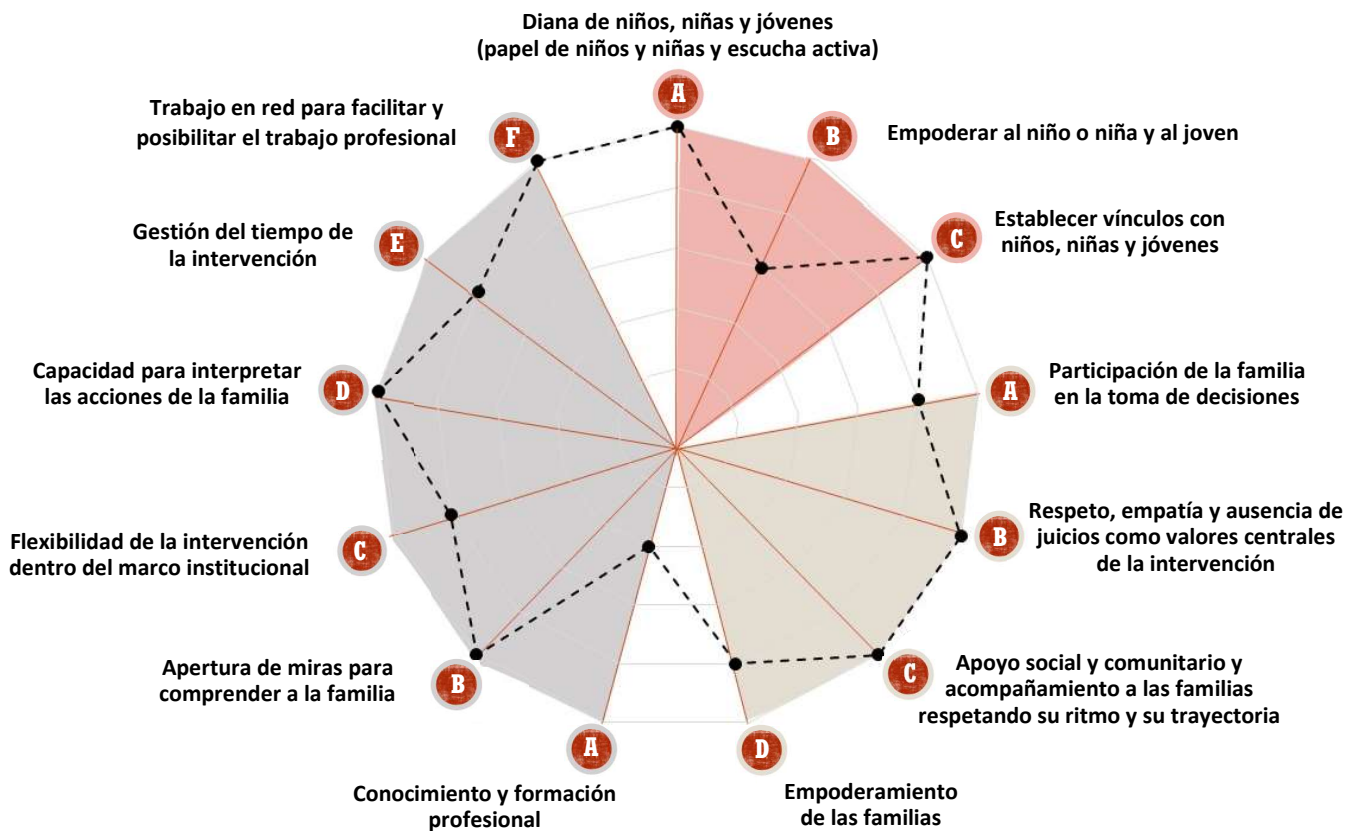 Diana de niños, niñas y jóvenes
(papel de niños y niñas y escucha activa)
A
B
Empoderar al niño o niña y al joven
C
Establecer vínculos con
niños, niñas y jóvenes
A
Participación de la familia
en la toma de decisiones
B
Respeto, empatía y ausencia de
juicios como valores centrales
de la intervención
C
Apoyo social y comunitario y
acompañamiento a las familias
respetando su ritmo y su trayectoria
D
Empoderamiento
de las familias
A
Conocimiento y formación
profesional
B
Apertura de miras para
comprender a la familia
C
Flexibilidad de la intervención
dentro del marco institucional
D
Capacidad para interpretar
las acciones de la familia
E
Gestión del tiempo de
la intervención
F
Trabajo en red para facilitar y
posibilitar el trabajo profesional